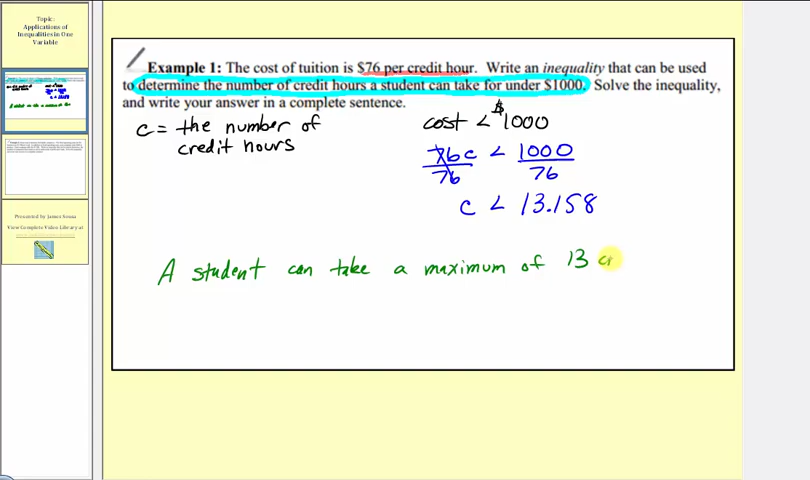 Topic:
Applications of
Inequalities in One
Variable
Presented by James Sousa
View Complete Video Library at
Example 1: The cost of tuition is $76 per credit hour. Write an inequality that can be used
to determine the number of credit hours a student can take for under $1000. Solve the inequality,
and write your answer in a complete sentence.
c = the number of
credit hours
cost < $1000
76c < 1000
76 76
c < 13.158
A student can take a maximum of 13 cr